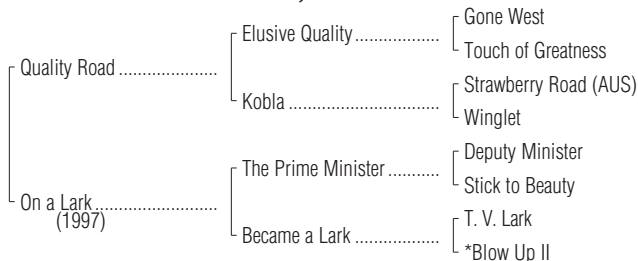 Gone West
Elusive Quality ..................
Touch of Greatness
Quality Road .....................
Strawberry Road (AUS)
Kobla ................................
Winglet
Deputy Minister
The Prime Minister ...........
Stick to Beauty
On a Lark ..........................
(1997)
T. V. Lark
Became a Lark .................
*Blow Up II